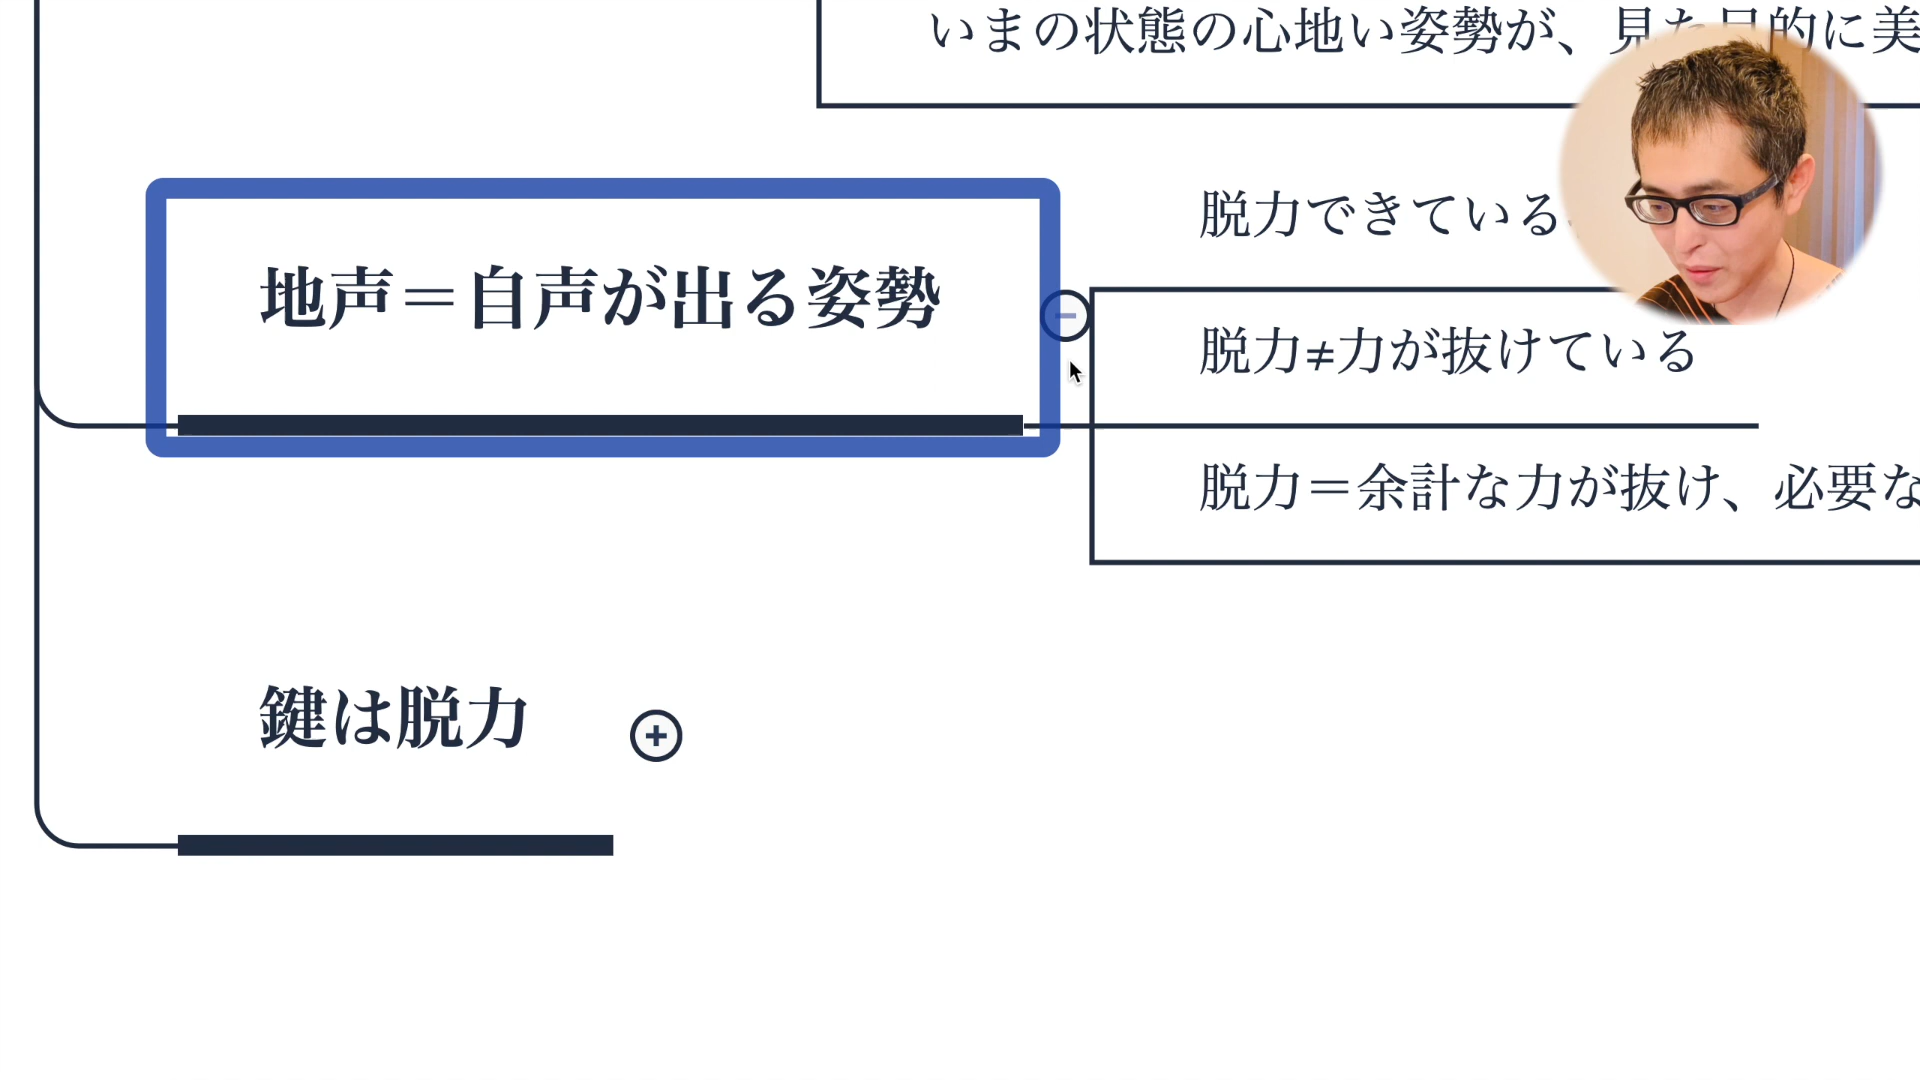 いまの状態の心地い姿勢が、見た目的に美
脱力できている
地声＝自声が出る姿勢
脱力≠力が抜けている
脱力＝余計な力が抜け、必要な
鍵は脱力